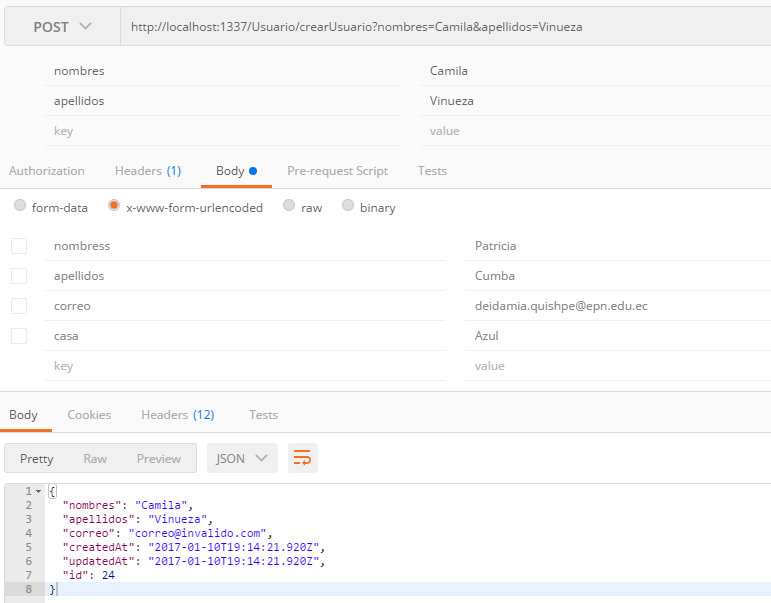 POST http://localhost:1337/Usuario/crearUsuario?nombres=Camila&apellidos=Vinueza
nombres Camila
apellidos Vinueza
key value
Authorization Headers (1) Body Pre-request Script Tests
form-data x-www-form-urlencoded raw binary
nombress Patricia
apellidos Cumba
correo deidamia.quishpe@epn.edu.ec
casa Azul
key value
Body Cookies Headers (12) Tests
Pretty Raw Preview JSON
1 {
2 "nombres": "Camila",
3 "apellidos": "Vinueza",
4 "correo": "correo@invalido.com",
5 "createdAt": "2017-01-10T19:14:21.920Z",
6 "updatedAt": "2017-01-10T19:14:21.920Z",
7 "id": 24
8 }